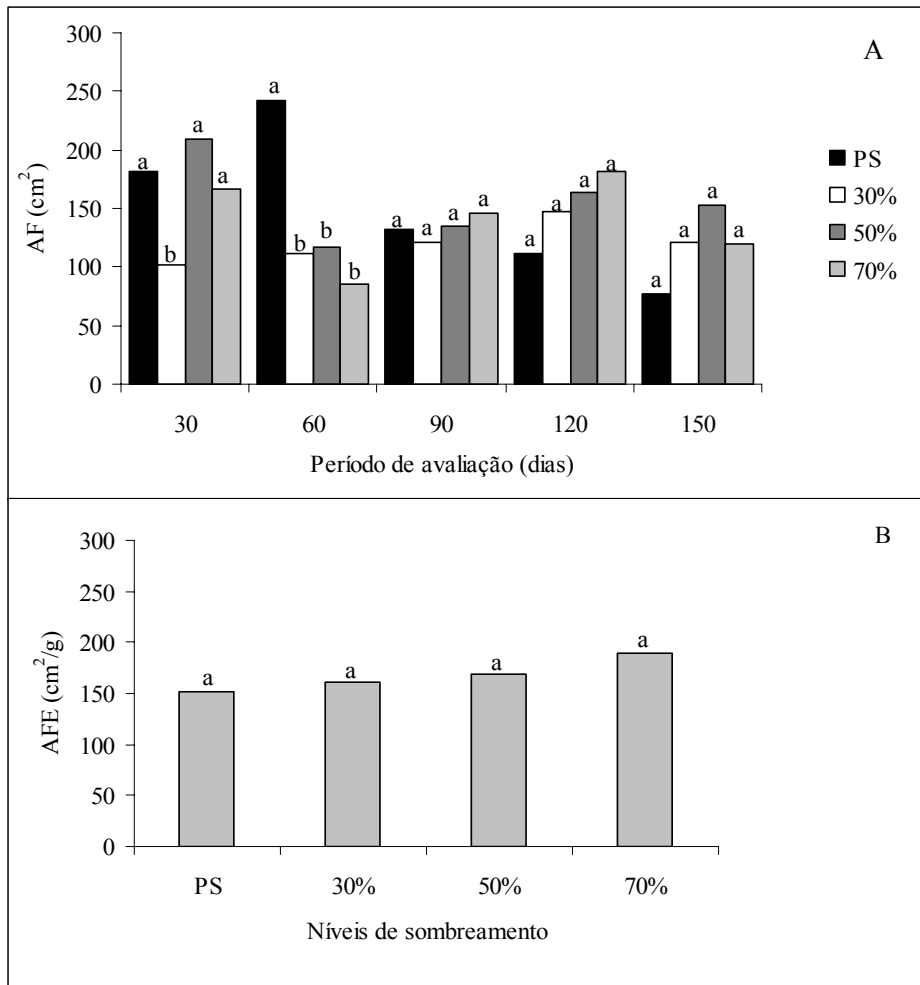 A
300
250
200
150
100
50
0
AF (cm²)
a b a a
a b b b
a a a a
a a a a
a a a a
30 60 90 120 150
Período de avaliação (dias)
PS
30%
50%
70%
B
300
250
200
150
100
50
0
AFE (cm²/g)
a a a a
PS 30% 50% 70%
Níveis de sombreamento